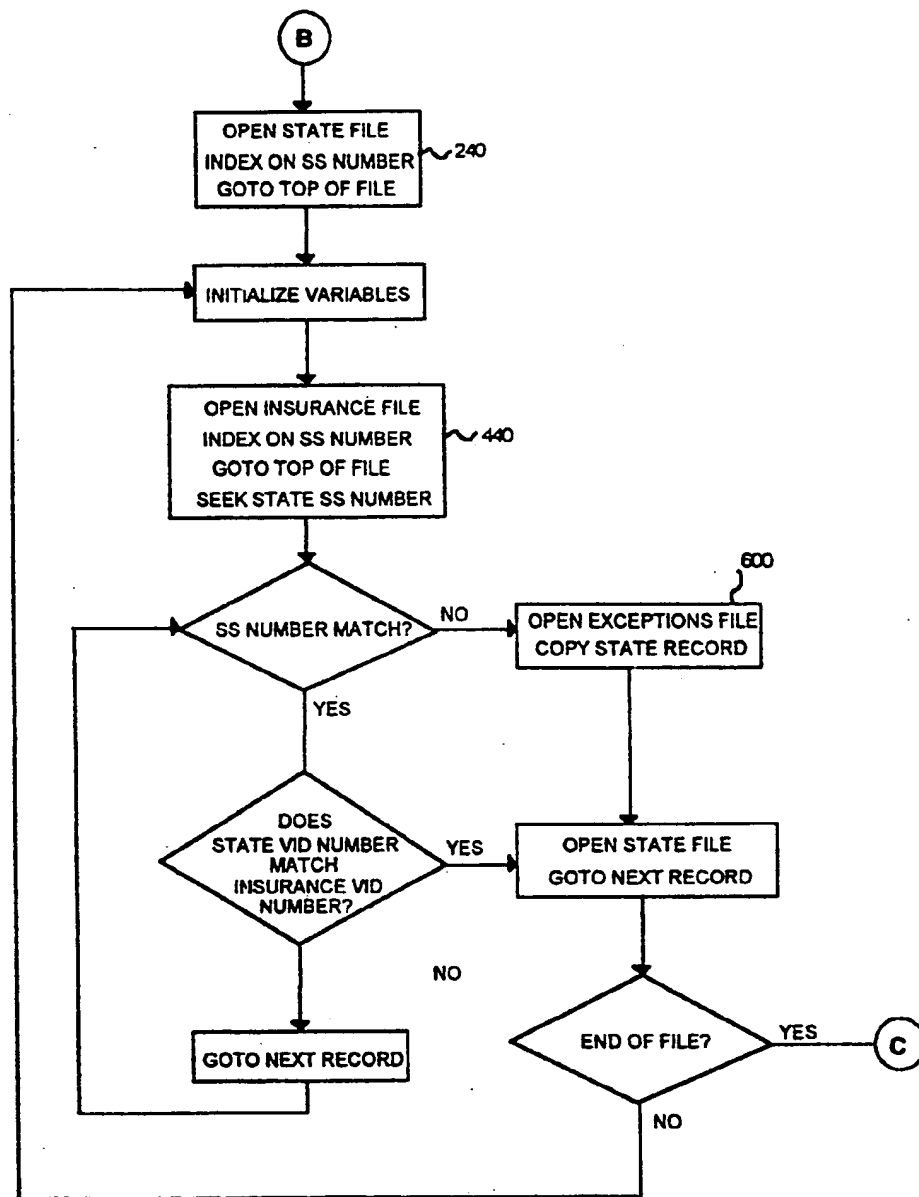 B
OPEN STATE FILE
INDEX ON SS NUMBER
GOTO TOP OF FILE
240
INITIALIZE VARIABLES
OPEN INSURANCE FILE
INDEX ON SS NUMBER
GOTO TOP OF FILE
SEEK STATE SS NUMBER
440
SS NUMBER MATCH?
NO
600
OPEN EXCEPTIONS FILE
COPY STATE RECORD
YES
DOES
STATE VID NUMBER
MATCH
INSURANCE VID
NUMBER?
YES
OPEN STATE FILE
GOTO NEXT RECORD
NO
GOTO NEXT RECORD
END OF FILE?
YES
C
NO